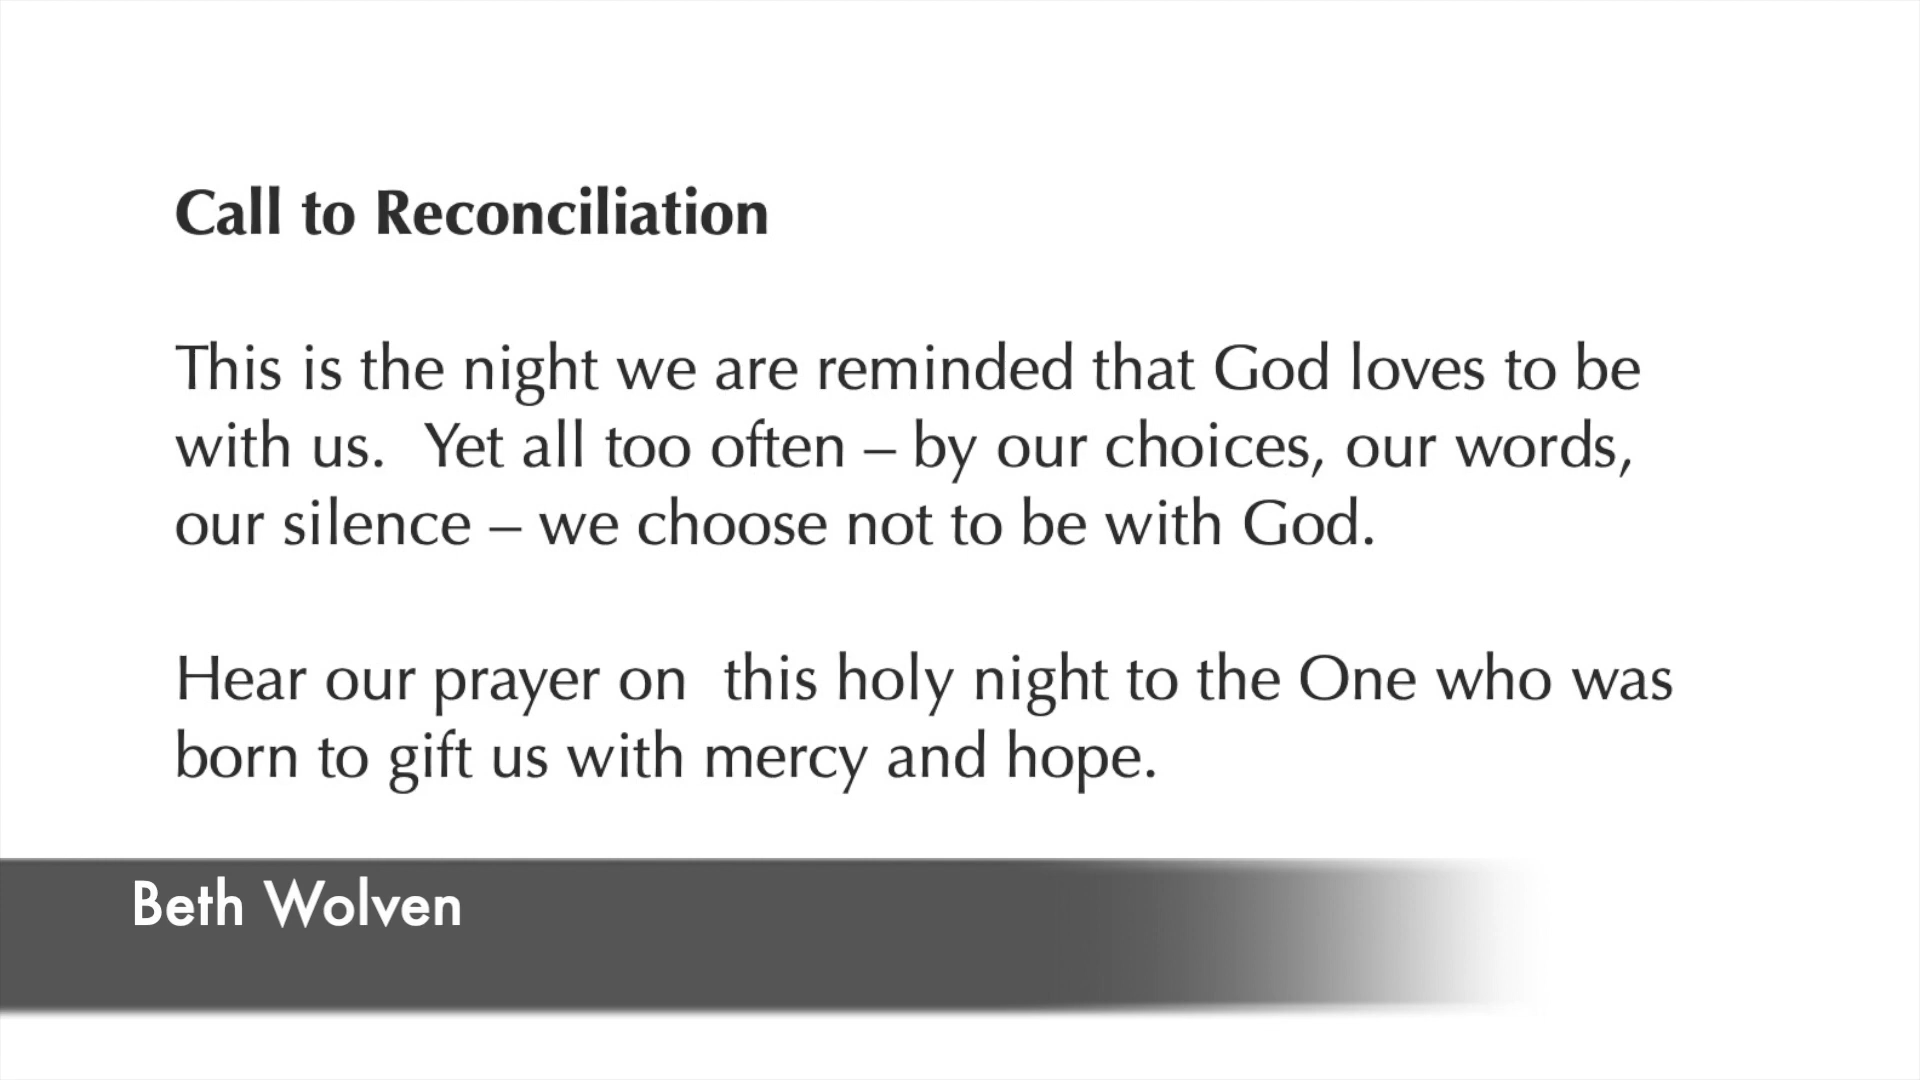 Call to Reconciliation
This is the night we are reminded that God loves to be
with us.  Yet all too often – by our choices, our words,
our silence – we choose not to be with God.
Hear our prayer on  this holy night to the One who was
born to gift us with mercy and hope.
Beth Wolven